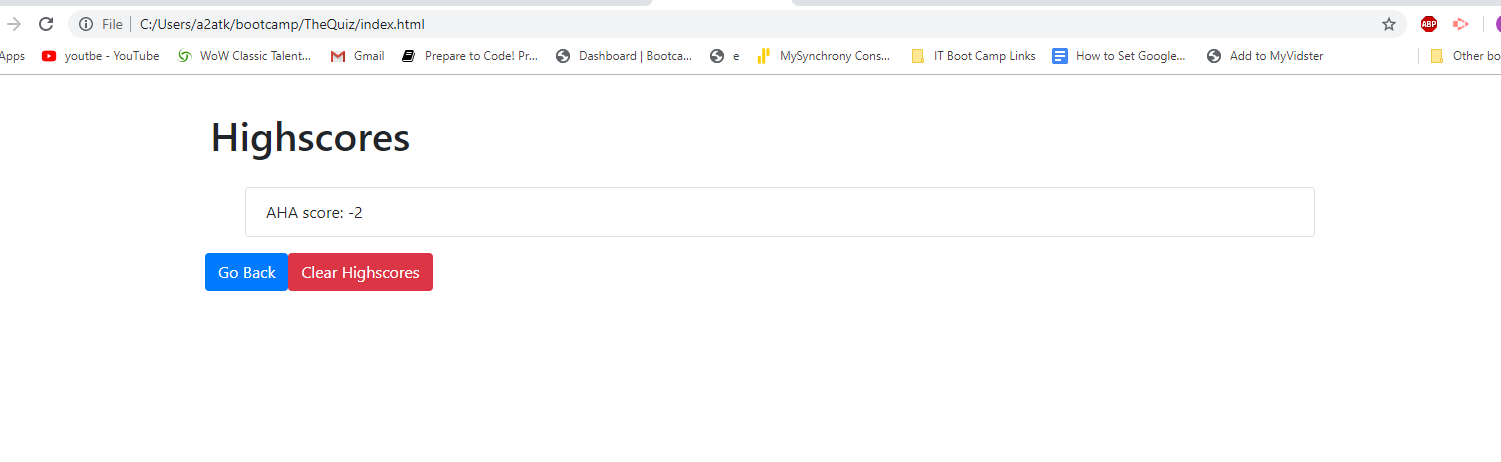 File | C:/Users/a2atk/bootcamp/TheQuiz/index.html ABP
Apps youtbe - YouTube WoW Classic Talent... Gmail Prepare to Code! Pr... Dashboard | Bootca... e MySynchrony Cons... IT Boot Camp Links How to Set Google... Add to MyVidster Other bo
Highscores
AHA score: -2
Go Back Clear Highscores